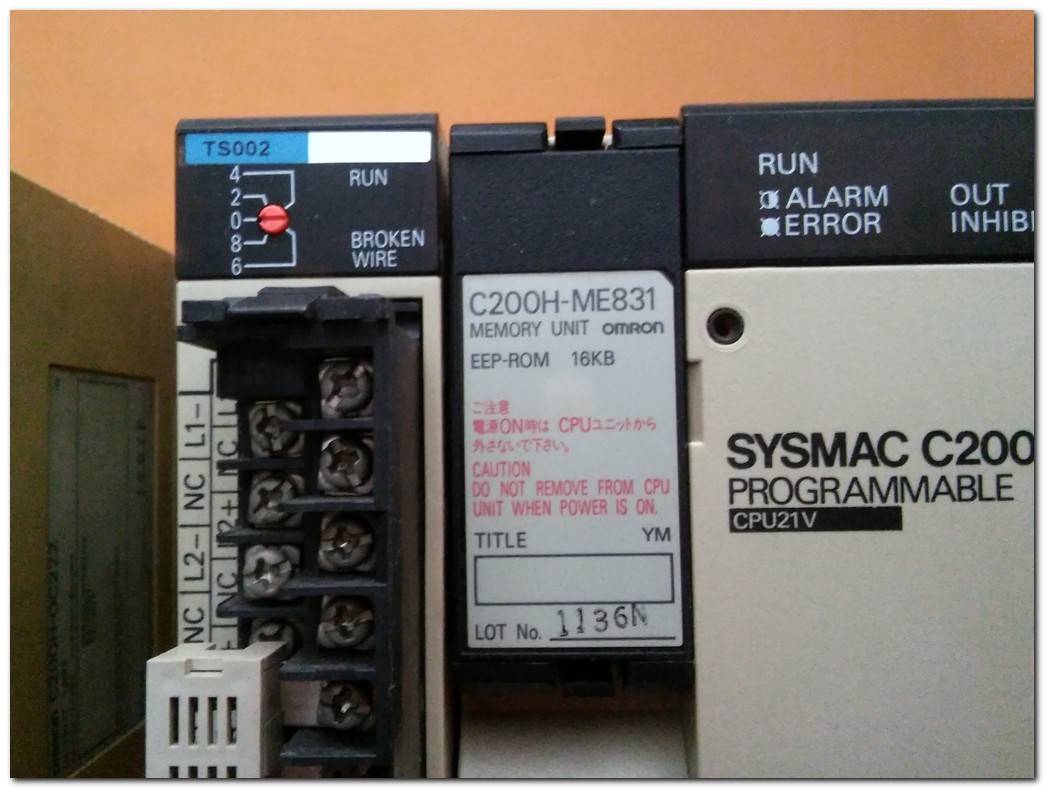 TS002
4
2
0
8
6
RUN
BROKEN
WIRE
L1-
NC
L2-
NC
NC
C200H-ME831
MEMORY UNIT OMRON
EEP-ROM 16KB
ご注意
電源ON時は CPUユニットから
外さないで下さい。
CAUTION
DO NOT REMOVE FROM CPU
UNIT WHEN POWER IS ON.
TITLE YM
LOT No. 1136N
RUN
ALARM
ERROR
OUT
INHIBI
SYSMAC C200
PROGRAMMABLE
CPU21V